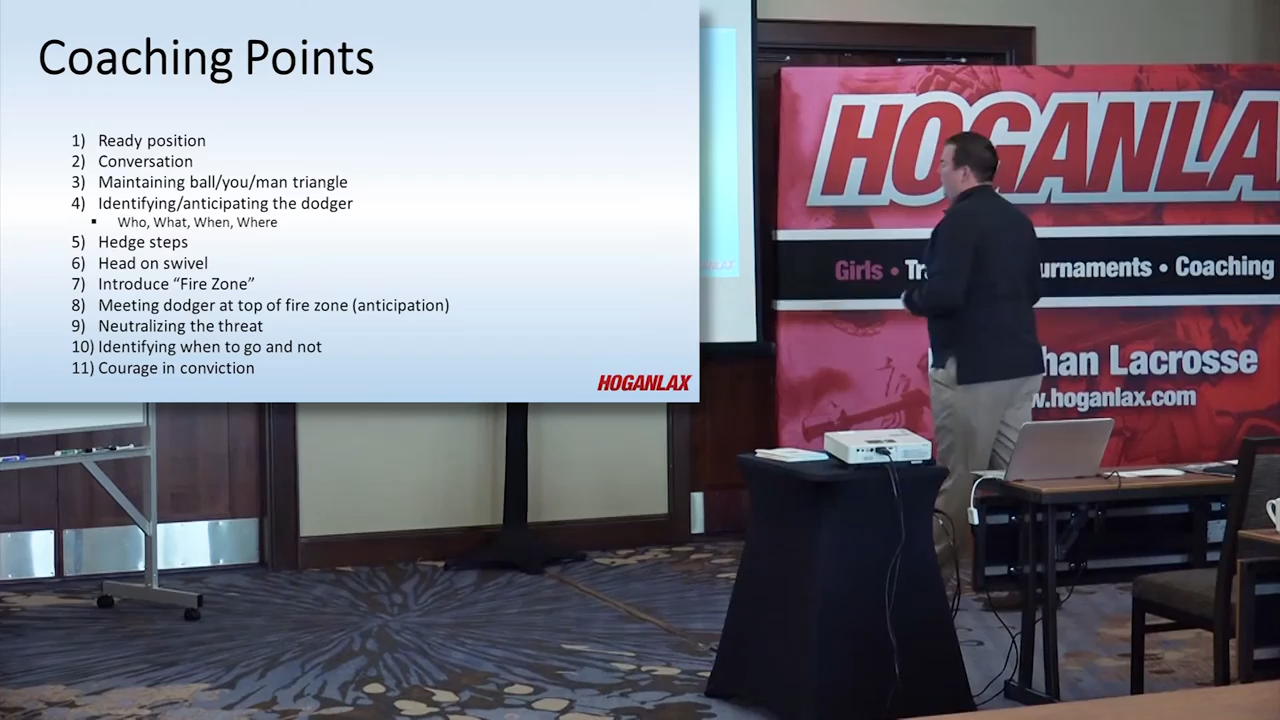 Coaching Points
1) Ready position
2) Conversation
3) Maintaining ball/you/man triangle
4) Identifying/anticipating the dodger
▪ Who, What, When, Where
5) Hedge steps
6) Head on swivel
7) Introduce “Fire Zone”
8) Meeting dodger at top of fire zone (anticipation)
9) Neutralizing the threat
10) Identifying when to go and not
11) Courage in conviction
HOGANLAX
HOGANLA
Girls • Tr urnaments • Coaching
han Lacrosse
w.hoganlax.com